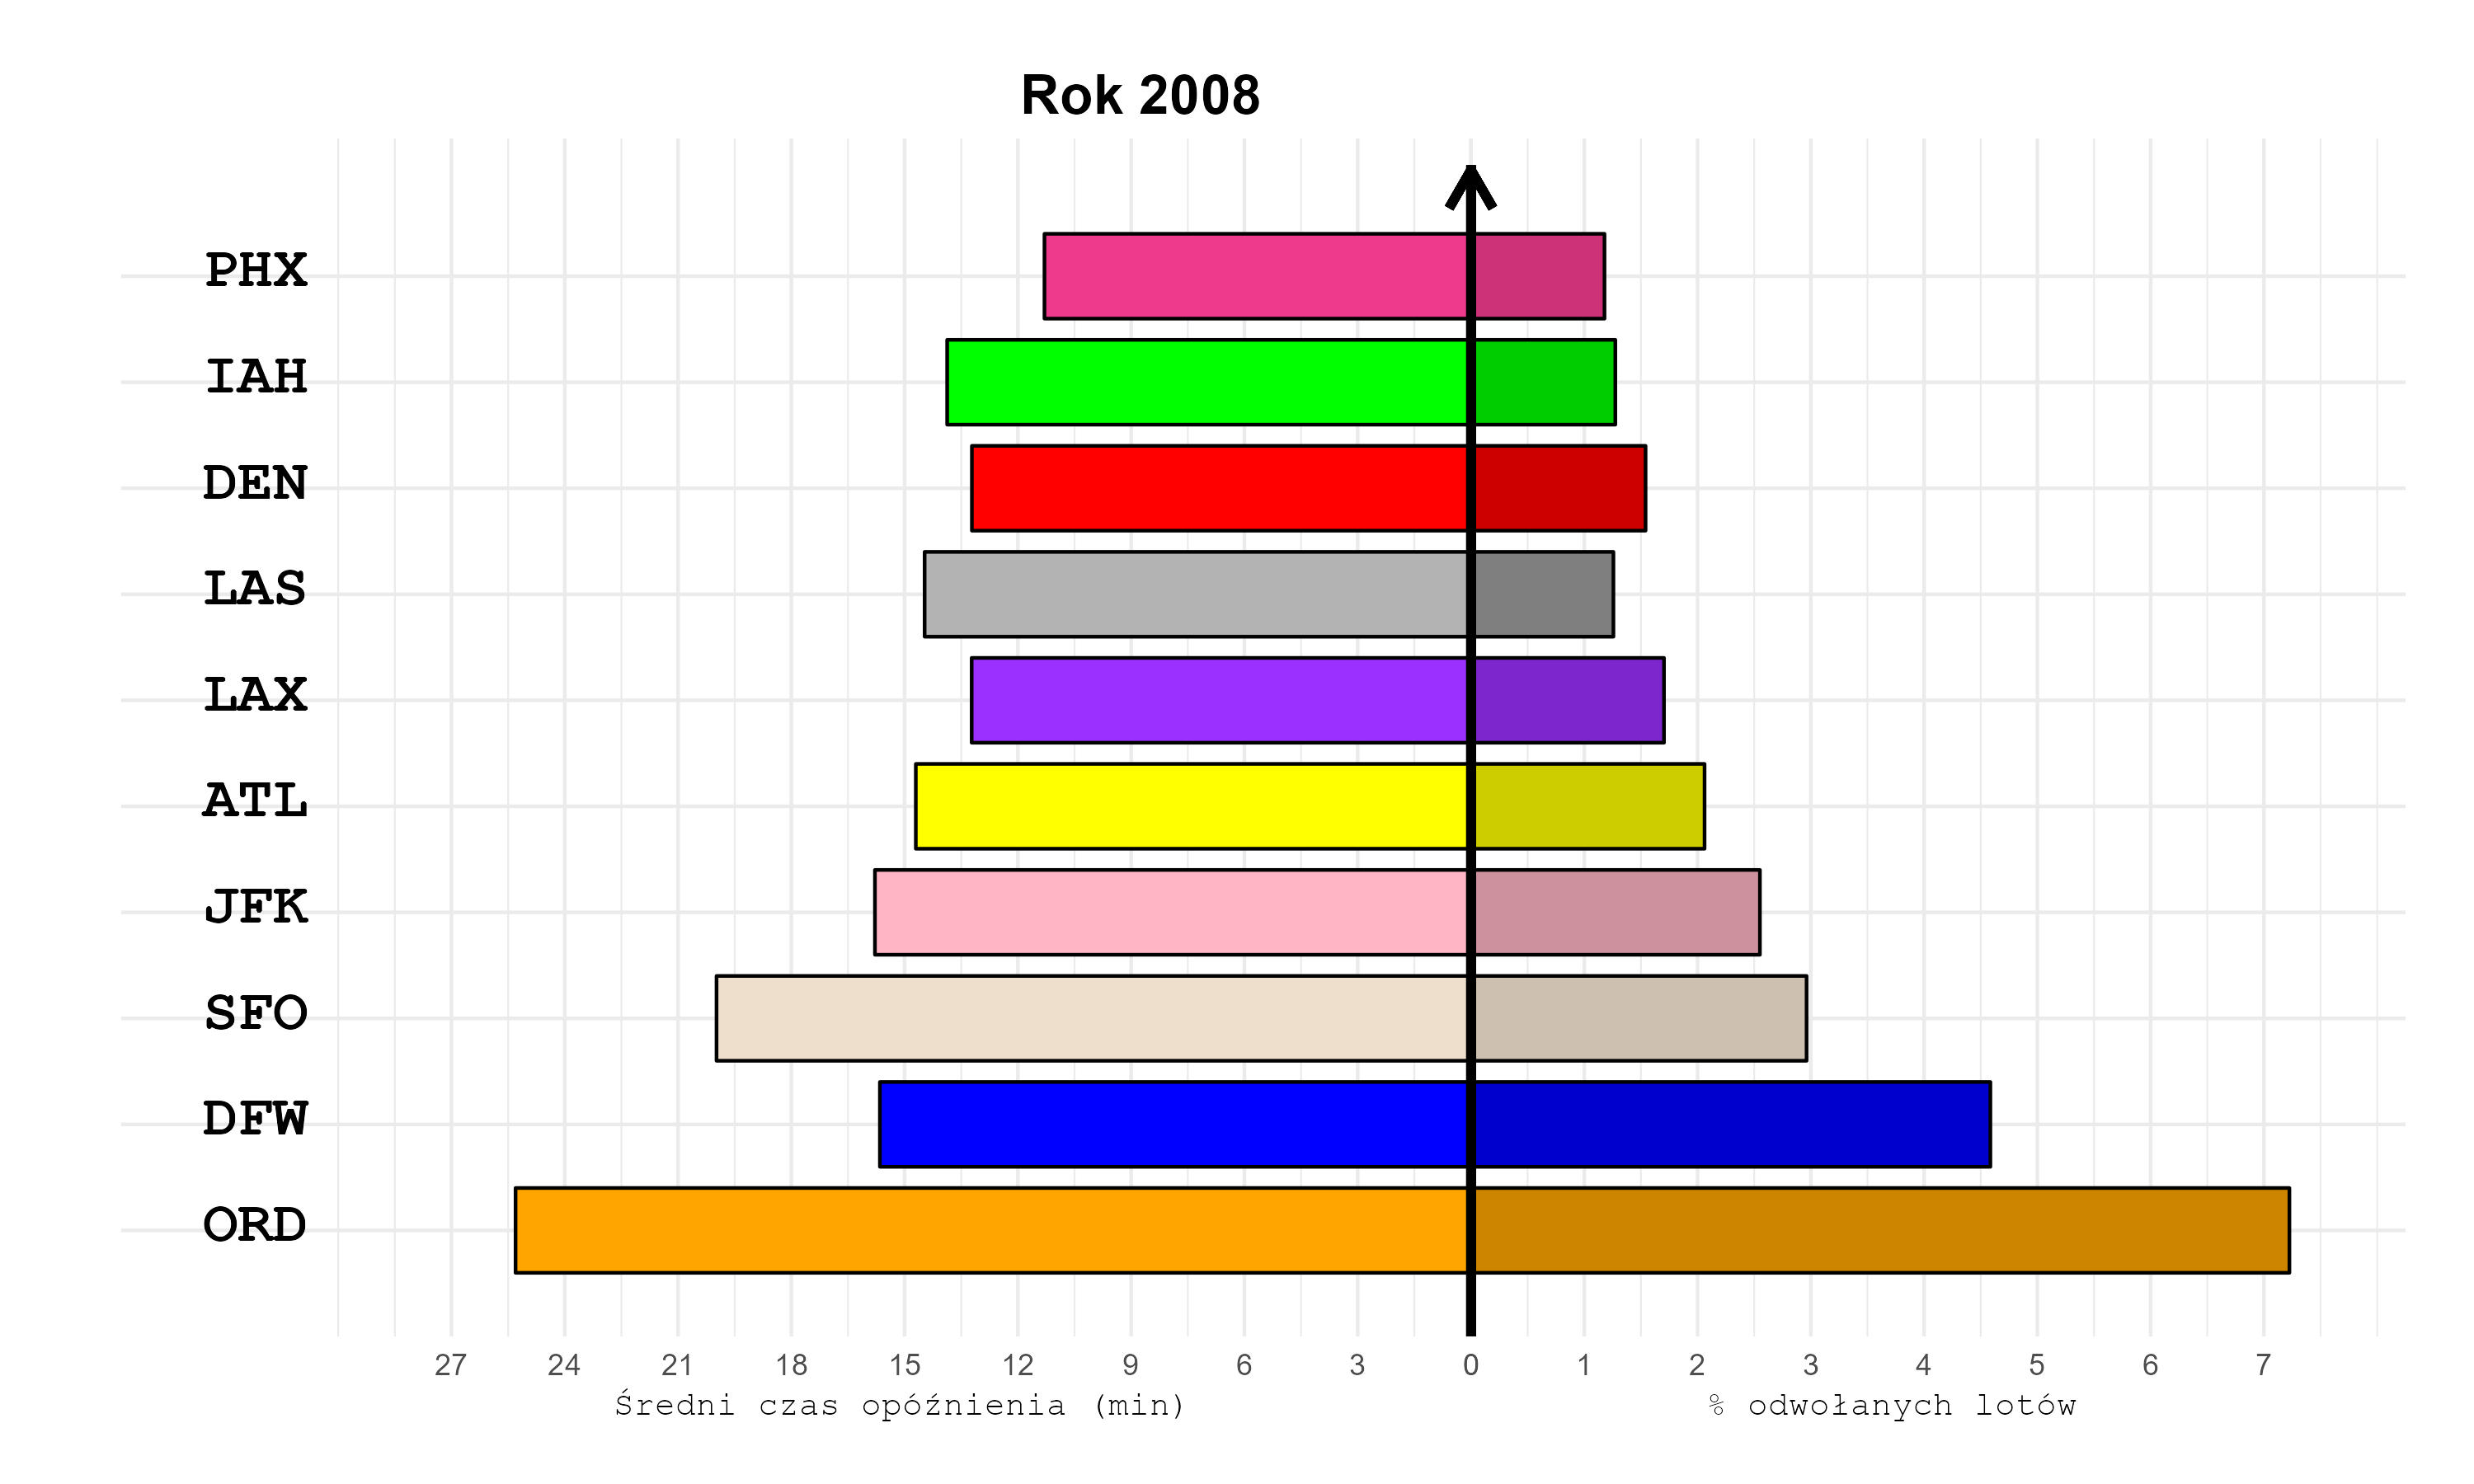 Rok 2008
PHX
IAH
DEN
LAS
LAX
ATL
JFK
SFO
DFW
ORD
27 24 21 18 15 12 9 6 3 0 1 2 3 4 5 6 7
Średni czas opóźnienia (min) % odwołanych lotów